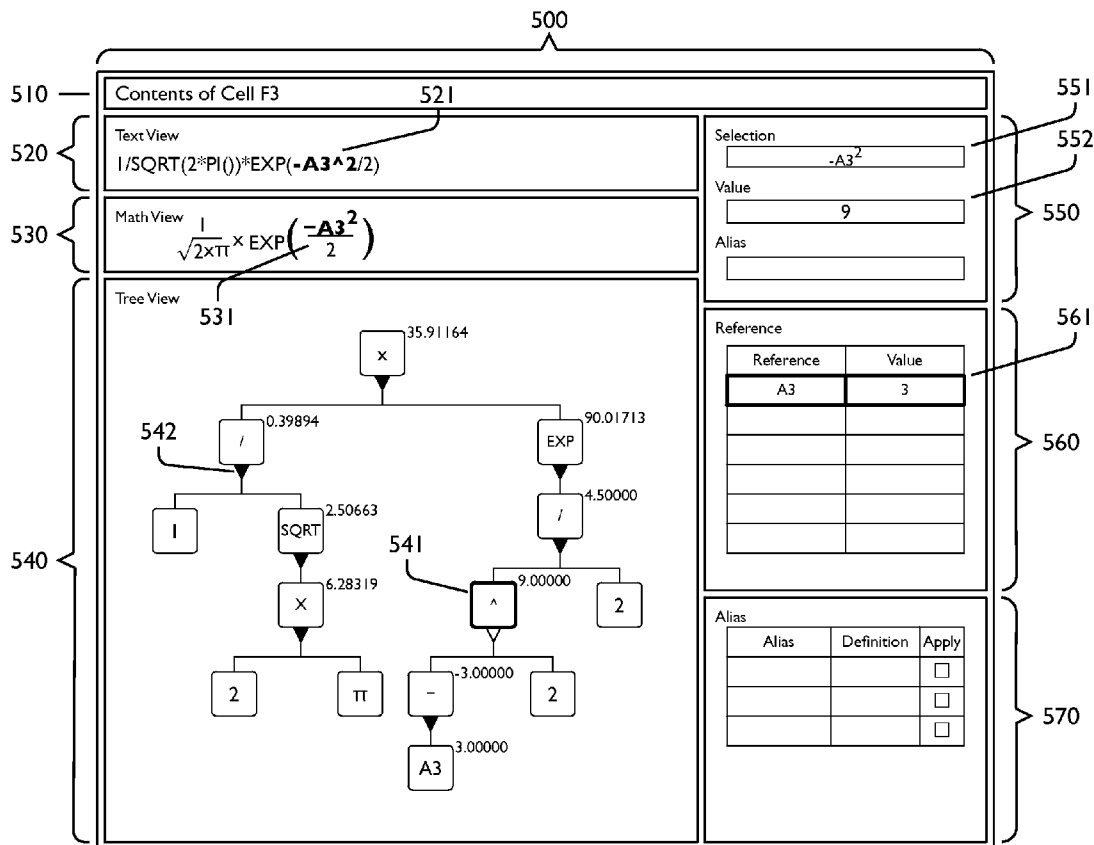 500
510
Contents of Cell F3
521
551
520
Text View
1/SQRT(2*PI())*EXP(-A3^2/2)
Selection
-A3²
552
Value
9
550
Alias
530
Math View
1
√2xπ × EXP(−A3²
2)
531
540
Tree View
Reference
561
Reference Value
A3 3
560
x 35.91164
542
/ 0.39894
EXP 90.01713
1
SQRT 2.50663
/ 4.50000
541
X 6.28319
^ 9.00000
2
2 π
− -3.00000
2
A3 3.00000
Alias
Alias Definition Apply
570